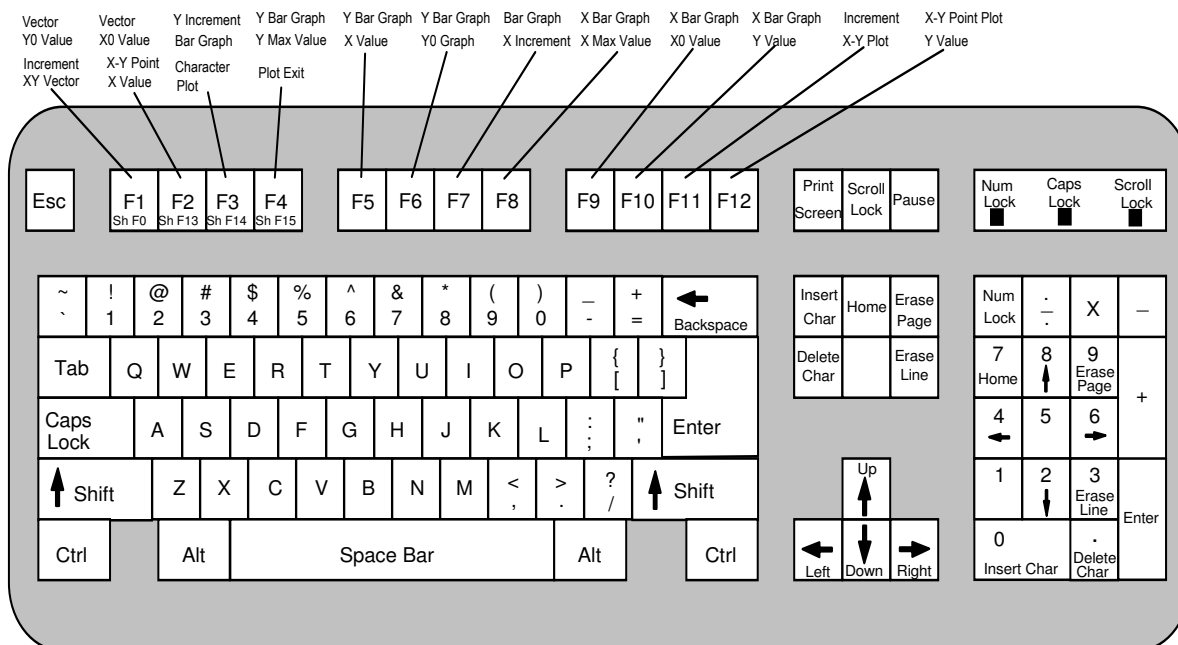 Vector Vector Y Increment Y Bar Graph Y Bar Graph Y Bar Graph Bar Graph X Bar Graph X Bar Graph X Bar Graph Increment X-Y Point Plot
Y0 Value X0 Value Bar Graph Y Max Value X Value Y0 Graph X Increment X Max Value X0 Value Y Value X-Y Plot Y Value
Increment X-Y Point Character Plot Exit
XY Vector X Value Plot
Esc F1 F2 F3 F4 F5 F6 F7 F8 F9 F10 F11 F12
Sh F0 Sh F13 Sh F14 Sh F15
Print Scroll Pause
Screen Lock
Num Caps Scroll
Lock Lock Lock
~ ! @ # $ % ^ & * ( ) _ +
` 1 2 3 4 5 6 7 8 9 0 - = Backspace
Tab Q W E R T Y U I O P { }
[ ]
Caps A S D F G H J K L : " Enter
Lock ; '
Shift Z X C V B N M < > ? Shift
, . /
Ctrl Alt Space Bar Alt Ctrl
Insert Home Erase
Char Page
Delete Erase
Char Line
Up
Left Down Right
Num . X –
Lock – .
7 8 9 +
Home Erase
Page
4 5 6
1 2 3 Enter
Erase
Line
0 .
Insert Char Delete
Char